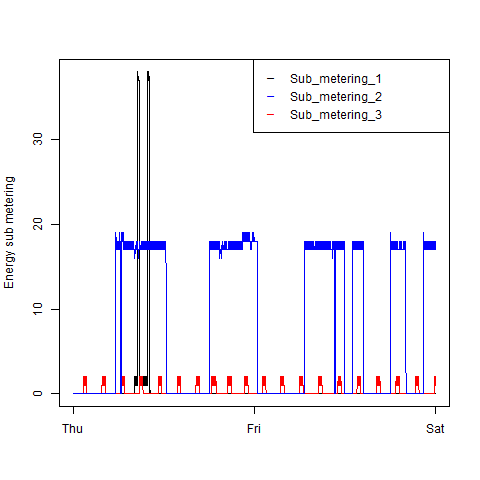 Sub_metering_1
Sub_metering_2
Sub_metering_3
Energy sub metering
30
20
10
0
Thu Fri Sat